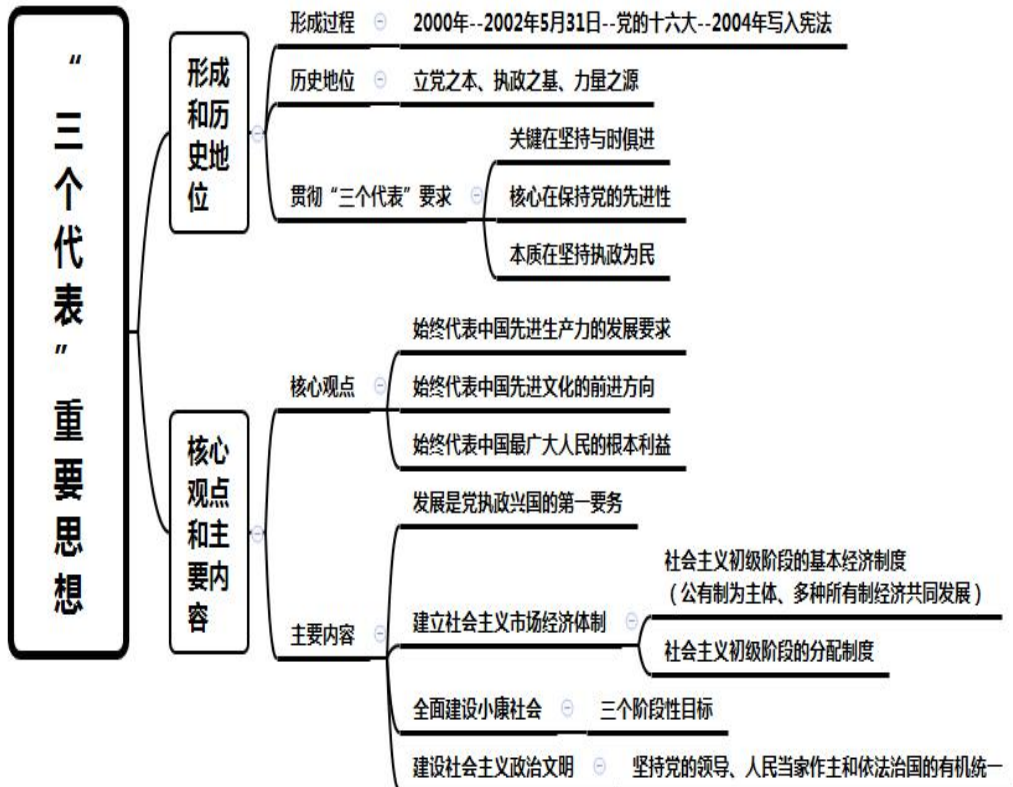 “三个代表”重要思想
形成
和历
史地
位
形成过程
2000年--2002年5月31日--党的十六大--2004年写入宪法
历史地位
立党之本、执政之基、力量之源
贯彻“三个代表”要求
关键在坚持与时俱进
核心在保持党的先进性
本质在坚持执政为民
核心
观点
和主
要内
容
核心观点
始终代表中国先进生产力的发展要求
始终代表中国先进文化的前进方向
始终代表中国最广大人民的根本利益
主要内容
发展是党执政兴国的第一要务
建立社会主义市场经济体制
社会主义初级阶段的基本经济制度
（公有制为主体、多种所有制经济共同发展）
社会主义初级阶段的分配制度
全面建设小康社会
三个阶段性目标
建设社会主义政治文明
坚持党的领导、人民当家作主和依法治国的有机统一